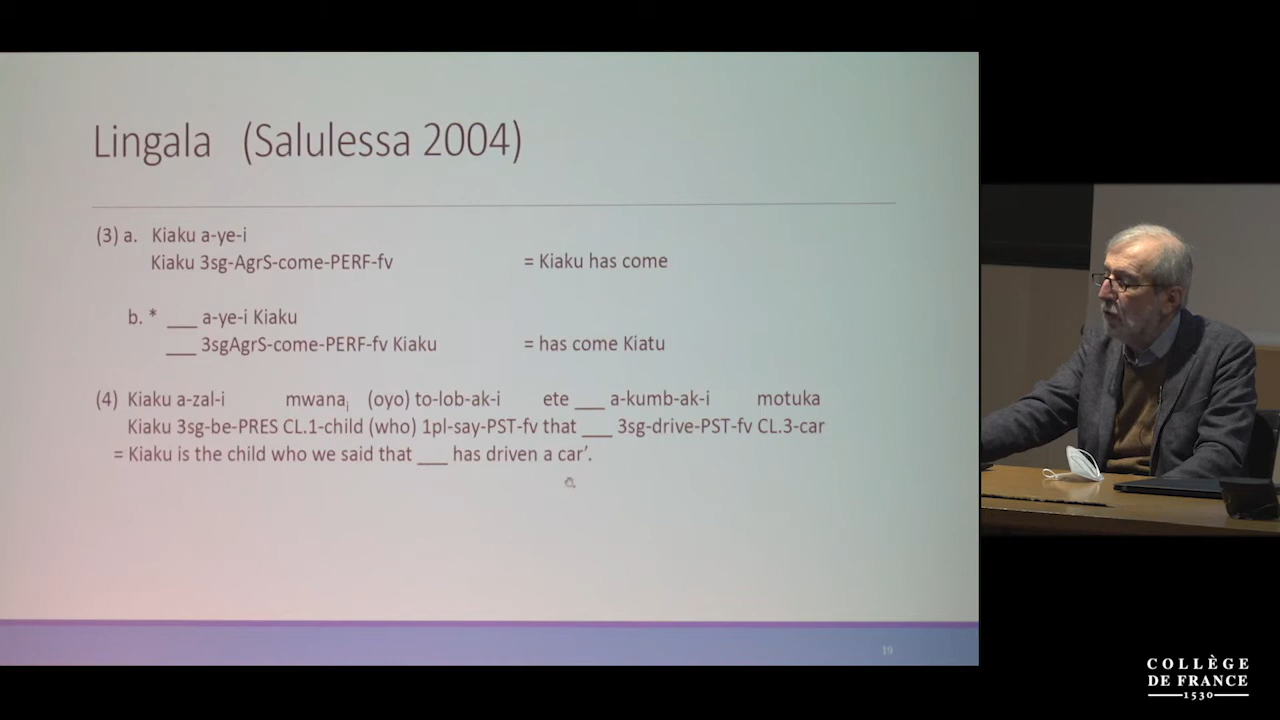 Lingala (Salulessa 2004)
(3) a. Kiaku a-ye-i
Kiaku 3sg-AgrS-come-PERF-fv = Kiaku has come
b. * ___ a-ye-i Kiaku
___ 3sgAgrS-come-PERF-fv Kiaku = has come Kiatu
(4) Kiaku a-zal-i mwanaⱼ (oyo) to-lob-ak-i ete ___ a-kumb-ak-i motuka
Kiaku 3sg-be-PRES CL.1-child (who) 1pl-say-PST-fv that ___ 3sg-drive-PST-fv CL.3-car
= Kiaku is the child who we said that ___ has driven a car’.
19
COLLÈGE
DE FRANCE
1530